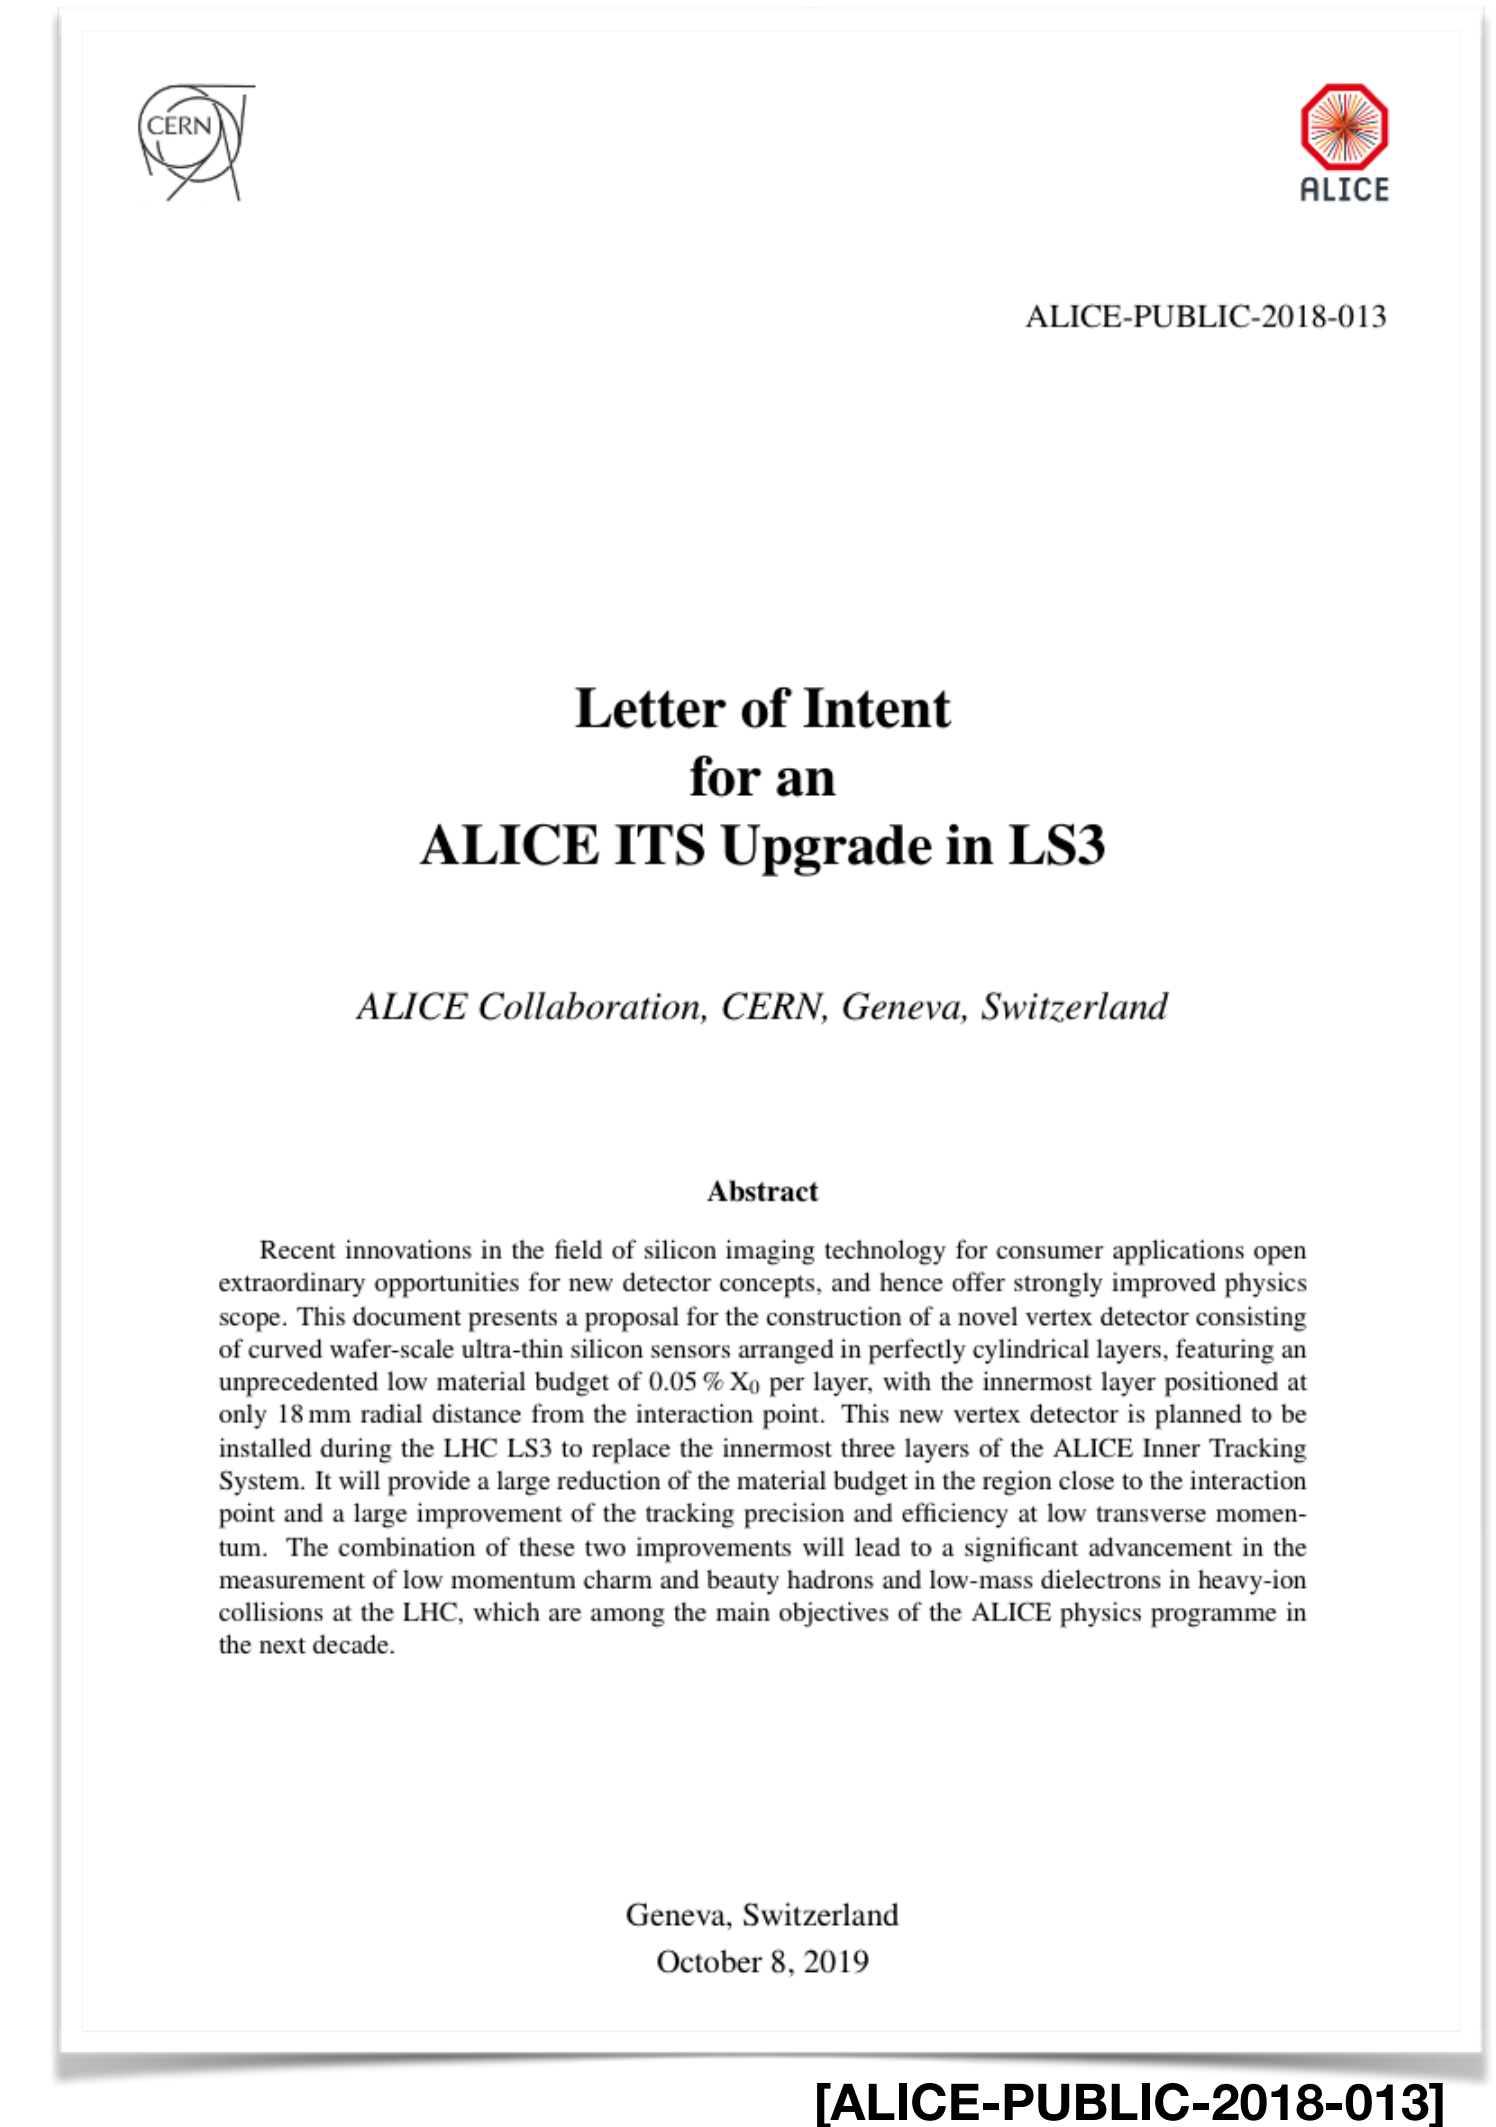 CERN
ALICE
ALICE-PUBLIC-2018-013
Letter of Intent
for an
ALICE ITS Upgrade in LS3
ALICE Collaboration, CERN, Geneva, Switzerland
Abstract
Recent innovations in the field of silicon imaging technology for consumer applications open
extraordinary opportunities for new detector concepts, and hence offer strongly improved physics
scope. This document presents a proposal for the construction of a novel vertex detector consisting
of curved wafer-scale ultra-thin silicon sensors arranged in perfectly cylindrical layers, featuring an
unprecedented low material budget of 0.05 % X₀ per layer, with the innermost layer positioned at
only 18 mm radial distance from the interaction point. This new vertex detector is planned to be
installed during the LHC LS3 to replace the innermost three layers of the ALICE Inner Tracking
System. It will provide a large reduction of the material budget in the region close to the interaction
point and a large improvement of the tracking precision and efficiency at low transverse momen-
tum. The combination of these two improvements will lead to a significant advancement in the
measurement of low momentum charm and beauty hadrons and low-mass dielectrons in heavy-ion
collisions at the LHC, which are among the main objectives of the ALICE physics programme in
the next decade.
Geneva, Switzerland
October 8, 2019
[ALICE-PUBLIC-2018-013]